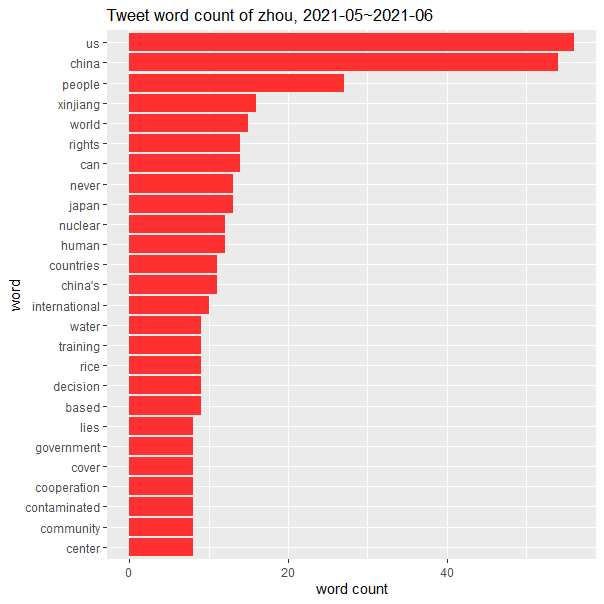 Tweet word count of zhou, 2021-05~2021-06
word
us
china
people
xinjiang
world
rights
can
never
japan
nuclear
human
countries
china's
international
water
training
rice
decision
based
lies
government
cover
cooperation
contaminated
community
center
0 20 40
word count